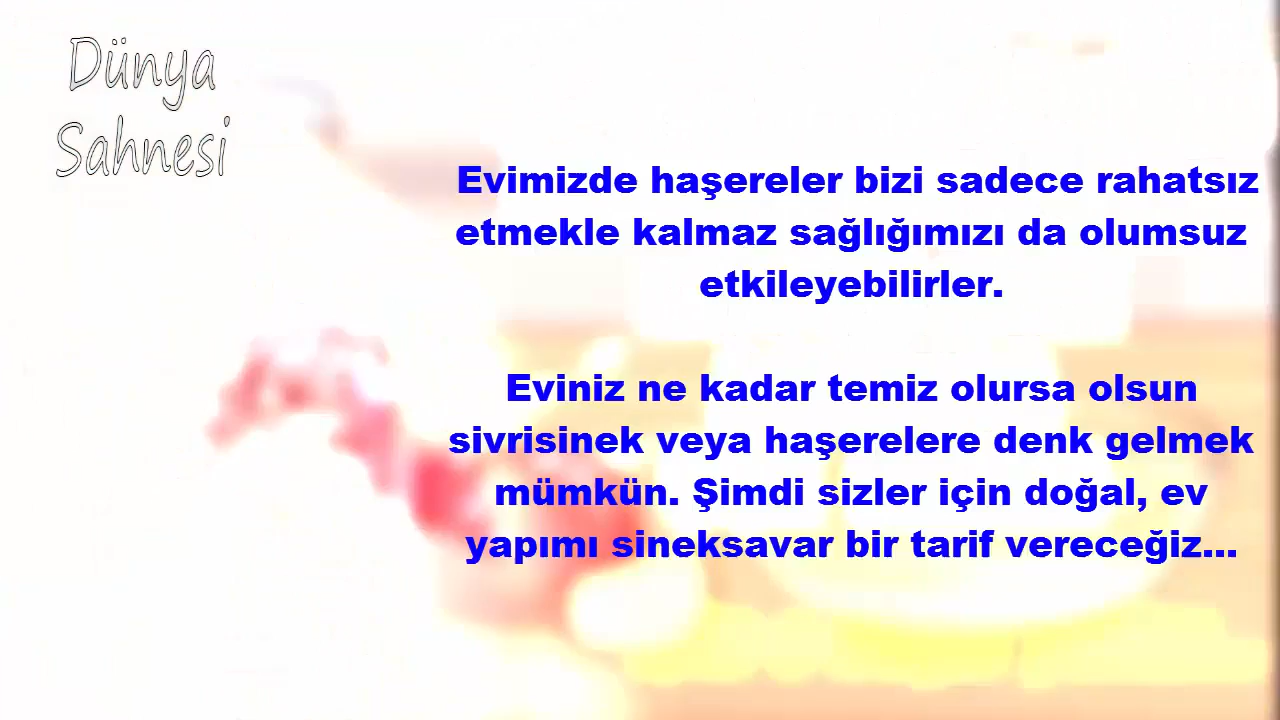 Dünya
Sahnesi
Evimizde haşereler bizi sadece rahatsız
etmekle kalmaz sağlığımızı da olumsuz
etkileyebilirler.
Eviniz ne kadar temiz olursa olsun
sivrisinek veya haşerelere denk gelmek
mümkün. Şimdi sizler için doğal, ev
yapımı sineksavar bir tarif vereceğiz...